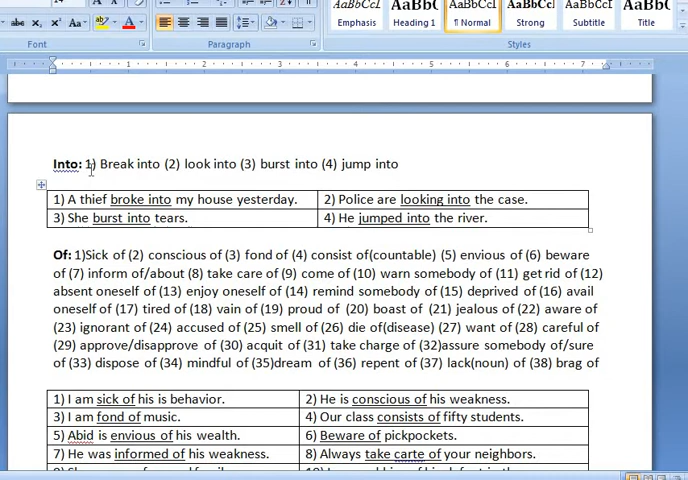 AaBbCcL AaBbC AaBbCcL AaBbCc AaBbCcL AaBbC
Emphasis Heading 1 ¶ Normal Strong Subtitle Title
Font Paragraph Styles
1 2 3 4 5 6 7
Into: 1) Break into (2) look into (3) burst into (4) jump into
1) A thief broke into my house yesterday. 2) Police are looking into the case.
3) She burst into tears. 4) He jumped into the river.
Of: 1)Sick of (2) conscious of (3) fond of (4) consist of(countable) (5) envious of (6) beware
of (7) inform of/about (8) take care of (9) come of (10) warn somebody of (11) get rid of (12)
absent oneself of (13) enjoy oneself of (14) remind somebody of (15) deprived of (16) avail
oneself of (17) tired of (18) vain of (19) proud of (20) boast of (21) jealous of (22) aware of
(23) ignorant of (24) accused of (25) smell of (26) die of(disease) (27) want of (28) careful of
(29) approve/disapprove of (30) acquit of (31) take charge of (32)assure somebody of/sure
of (33) dispose of (34) mindful of (35)dream of (36) repent of (37) lack(noun) of (38) brag of
1) I am sick of his is behavior. 2) He is conscious of his weakness.
3) I am fond of music. 4) Our class consists of fifty students.
5) Abid is envious of his wealth. 6) Beware of pickpockets.
7) He was informed of his weakness. 8) Always take carte of your neighbors.